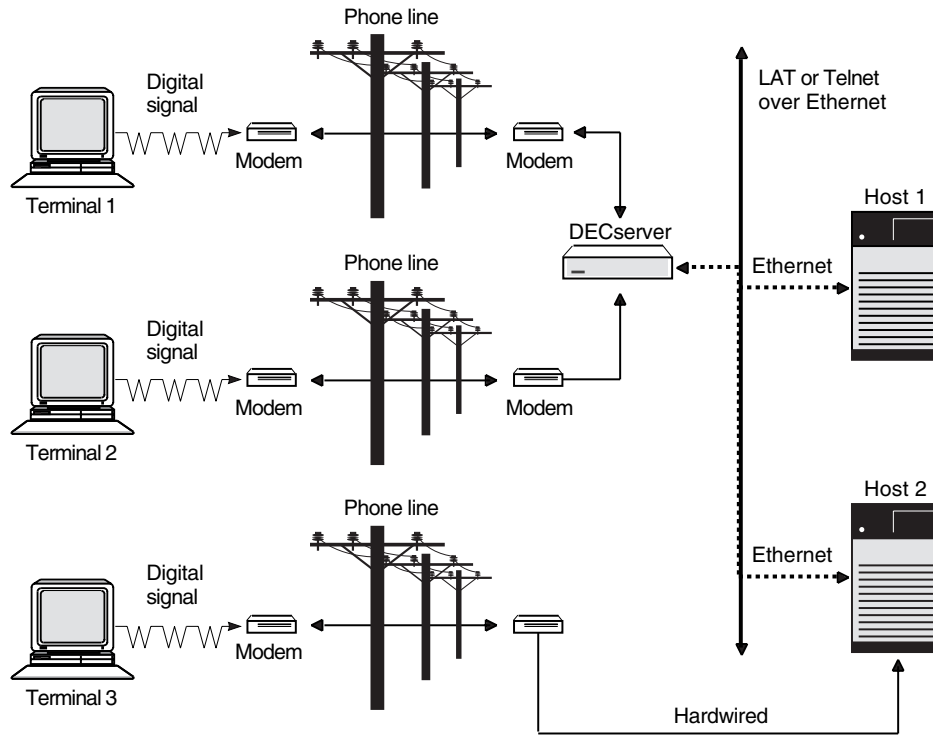 Phone line
Digital
signal
Modem
Modem
Terminal 1
LAT or Telnet
over Ethernet
Host 1
DECserver
Ethernet
Phone line
Digital
signal
Modem
Modem
Terminal 2
Host 2
Phone line
Ethernet
Digital
signal
Modem
Terminal 3
Hardwired